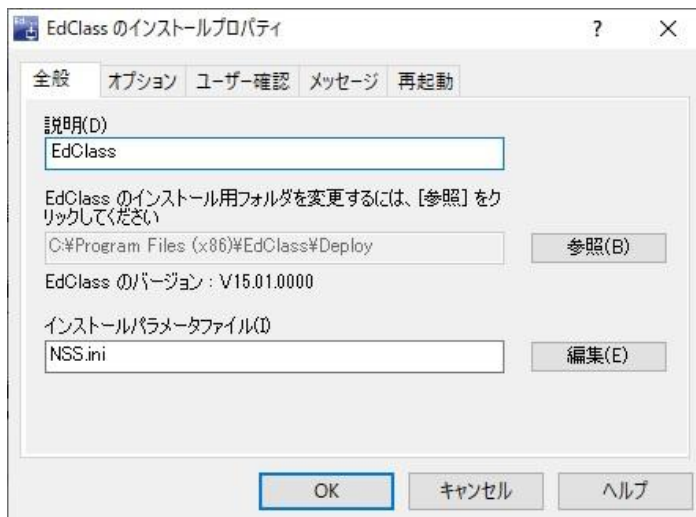 EdClass のインストールプロパティ
全般 オプション ユーザー確認 メッセージ 再起動
説明(D)
EdClass
EdClass のインストール用フォルダを変更するには、[参照] をク
リックしてください
C:¥Program Files (x86)¥EdClass¥Deploy 参照(B)
EdClass のバージョン : V15.01.0000
インストールパラメータファイル(I)
NSS.ini 編集(E)
OK キャンセル ヘルプ